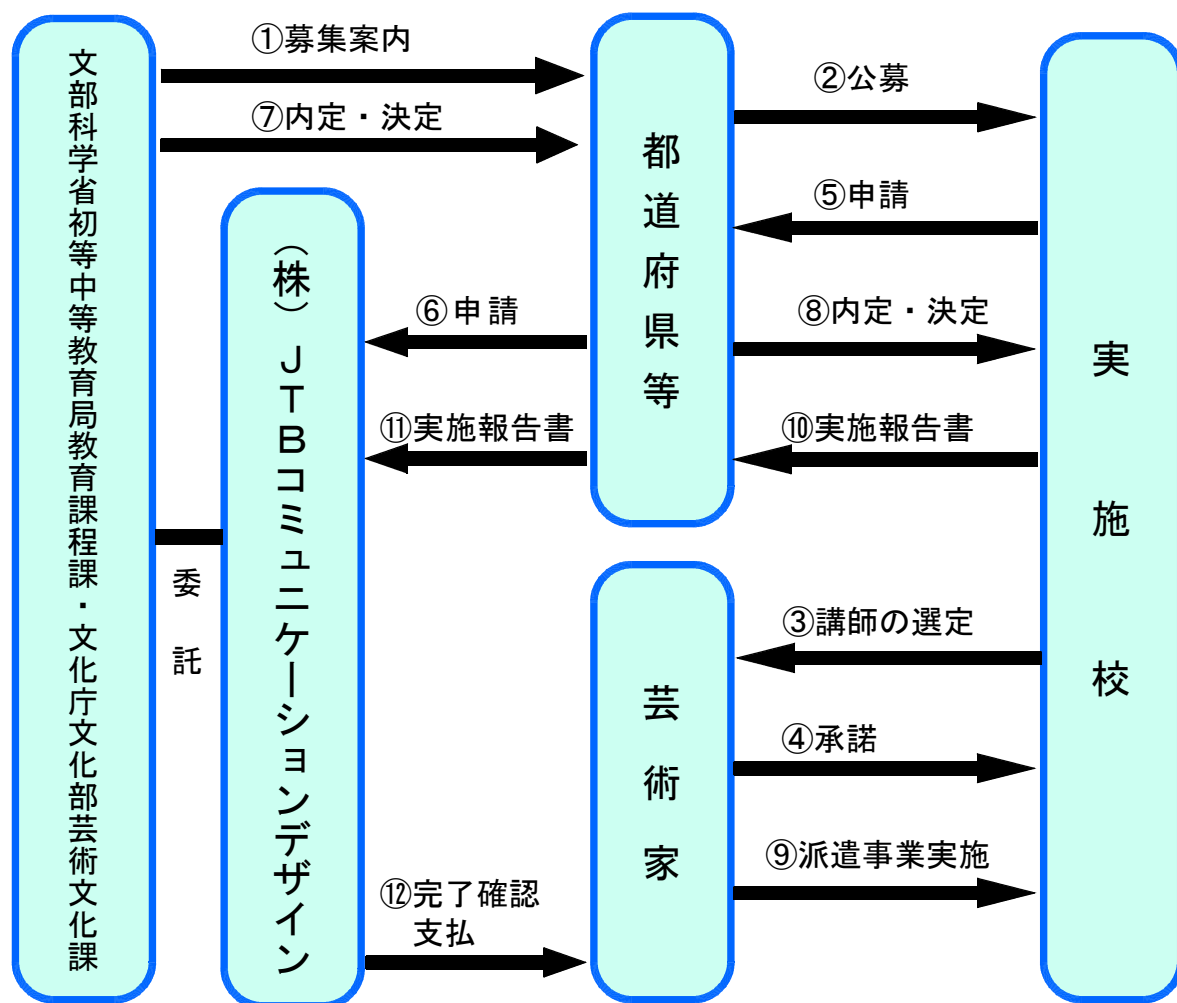 文部科学省初等中等教育局教育課程課・文化庁文化部芸術文化課
①募集案内
⑦内定・決定
(株)JTBコミュニケーションデザイン
委託
都道府県等
②公募
⑤申請
⑥申請
⑧内定・決定
⑪実施報告書
⑩実施報告書
実施校
芸術家
③講師の選定
④承諾
⑨派遣事業実施
⑫完了確認
支払